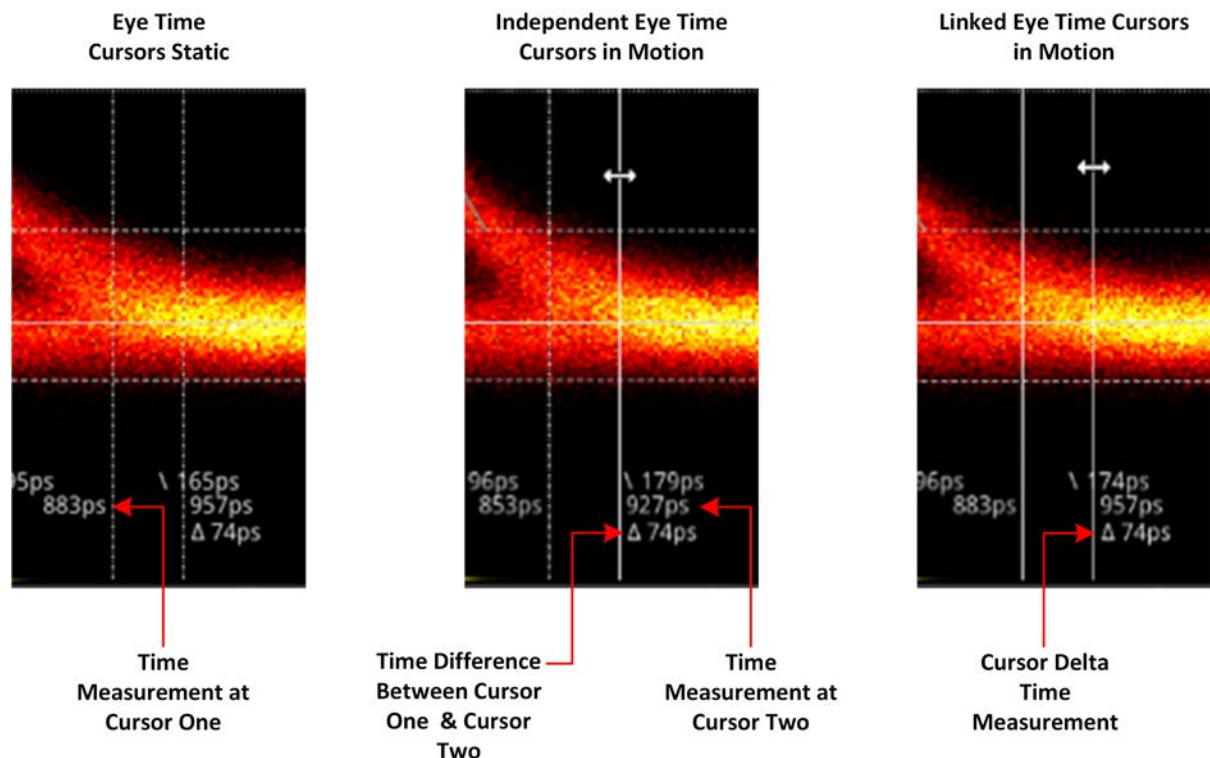 Eye Time
Cursors Static
Independent Eye Time
Cursors in Motion
Linked Eye Time Cursors
in Motion
95ps \ 165ps
883ps 957ps
Δ 74ps
96ps \ 179ps
853ps 927ps
Δ 74ps
96ps \ 174ps
883ps 957ps
Δ 74ps
Time
Measurement at
Cursor One
Time Difference
Between Cursor
One & Cursor
Two
Time
Measurement at
Cursor Two
Cursor Delta
Time
Measurement